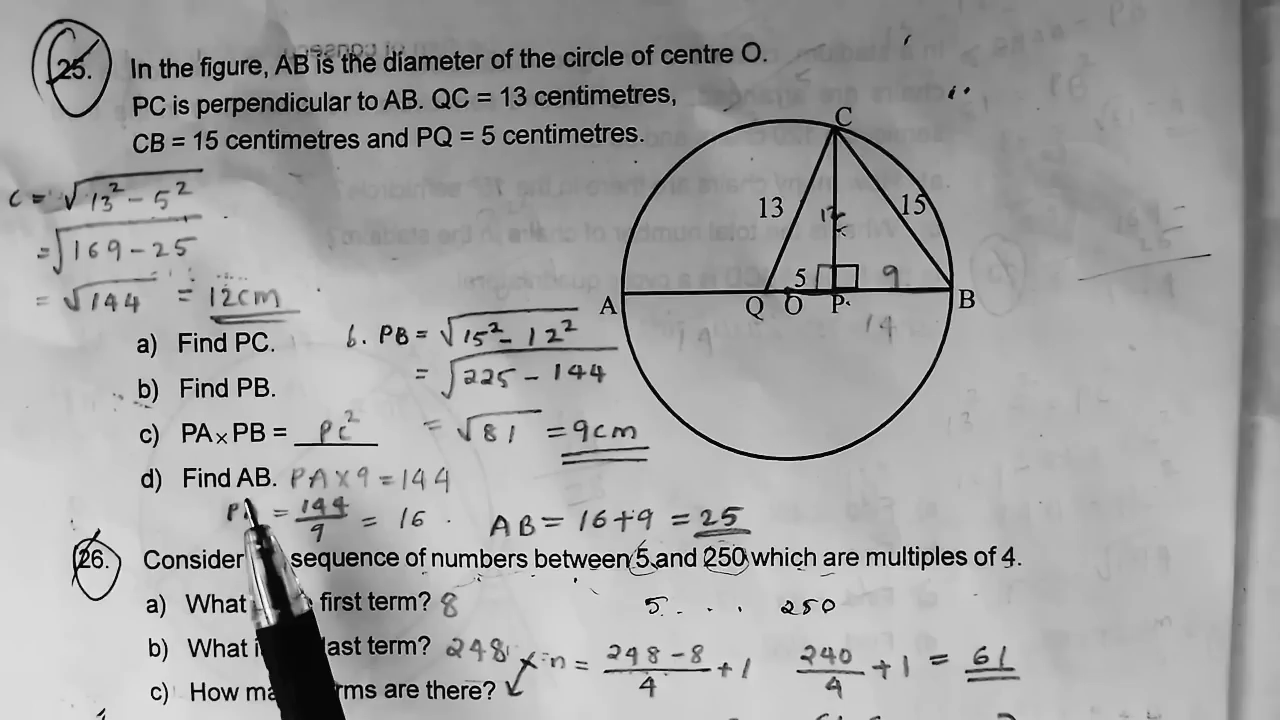 25.
In the figure, AB is the diameter of the circle of centre O.
PC is perpendicular to AB. QC = 13 centimetres,
CB = 15 centimetres and PQ = 5 centimetres.
C = √13² - 5²
= √169 - 25
= √144 = 12cm
C
13
12
15
5
9
A
Q
O
P
B
14
14
a) Find PC.
b. PB = √15² - 12²
b) Find PB.
= √225 - 144
c) PA × PB = PC²
= √81 = 9cm
d) Find AB. PA × 9 = 144
= 144/9 = 16
AB = 16+9 = 25
26.
Consider sequence of numbers between 5 and 250 which are multiples of 4.
a) What first term? 8
5 . . . 250
b) What last term? 248
n = 248 - 8/4 + 1 240/4 + 1 = 61
c) How terms are there?